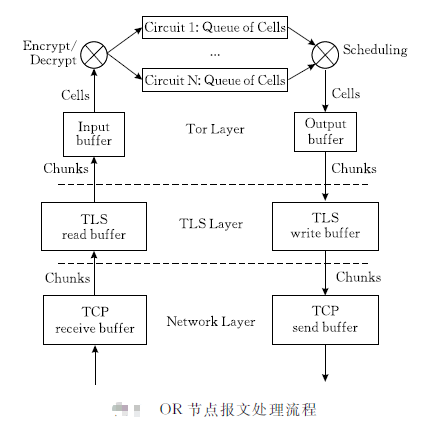 Circuit 1: Queue of Cells
Encrypt/
Decrypt
...
Scheduling
Circuit N: Queue of Cells
Cells
Cells
Input
buffer
Tor Layer
Output
buffer
Chunks
Chunks
TLS
read buffer
TLS Layer
TLS
write buffer
Chunks
Chunks
TCP
receive buffer
Network Layer
TCP
send buffer
OR 节点报文处理流程